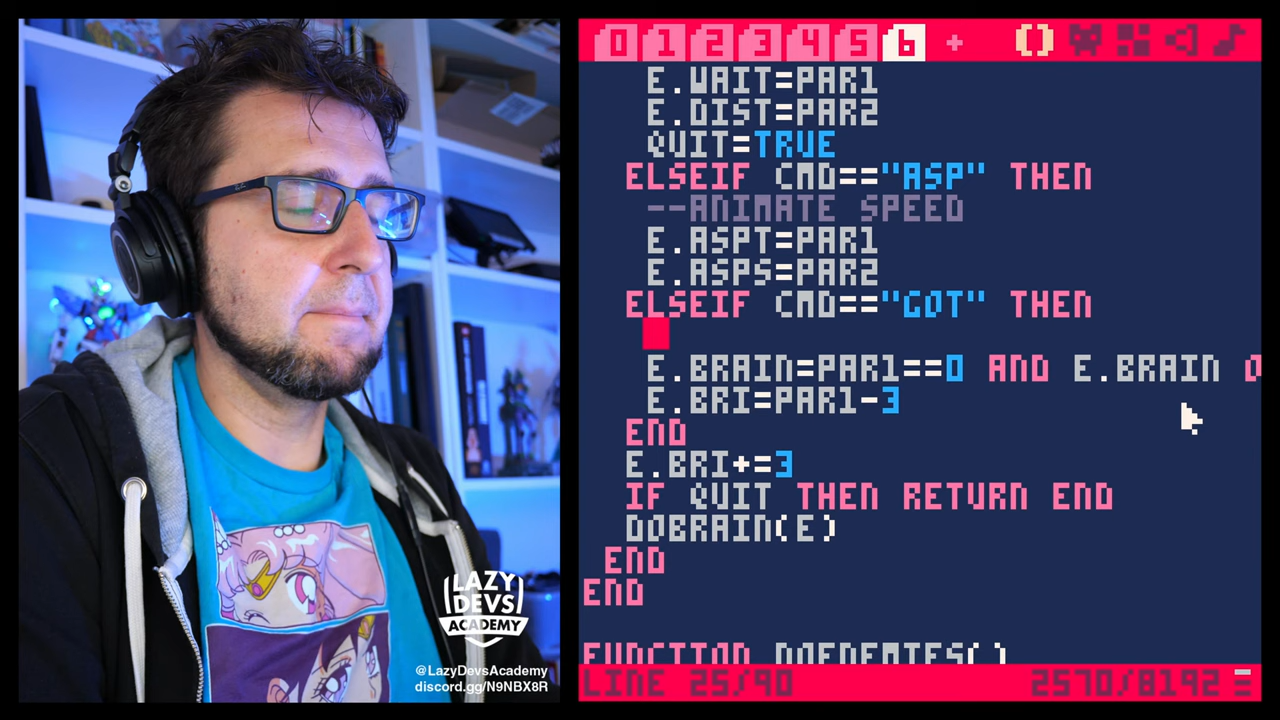 0 1 2 3 4 5 6 +
E.WAIT=PAR1
E.DIST=PAR2
QUIT=TRUE
ELSEIF CMD=="ASP" THEN
--ANIMATE SPEED
E.ASPT=PAR1
E.ASPS=PAR2
ELSEIF CMD=="GOT" THEN
E.BRAIN=PAR1==0 AND E.BRAIN O
E.BRI=PAR1-3
END
E.BRI+=3
IF QUIT THEN RETURN END
DOBRAIN(E)
END
END
FUNCTION DOENEMIES()
LINE 25/90
2570/8192
LAZY
DEVS
ACADEMY
@LazyDevsAcademy
discord.gg/N9NBX8R